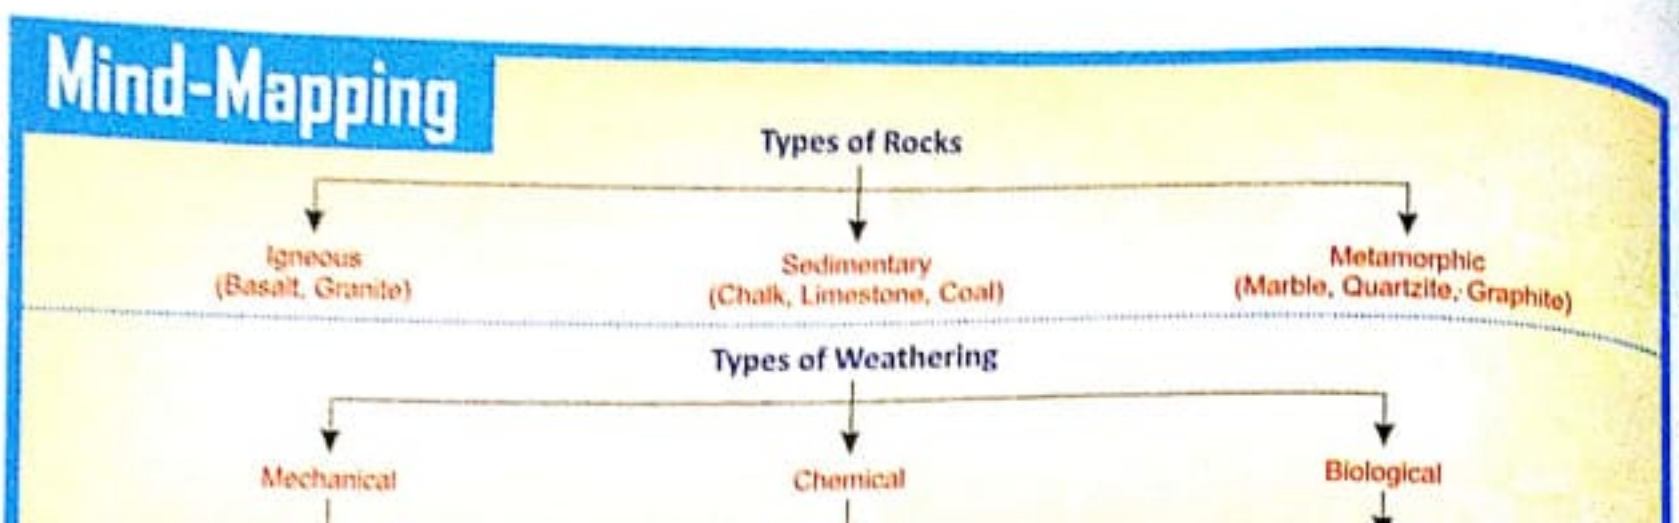 Mind-Mapping
Types of Rocks
Igneous
(Basalt, Granite)
Sedimentary
(Chalk, Limestone, Coal)
Metamorphic
(Marble, Quartzite, Graphite)
Types of Weathering
Mechanical
Chemical
Biological